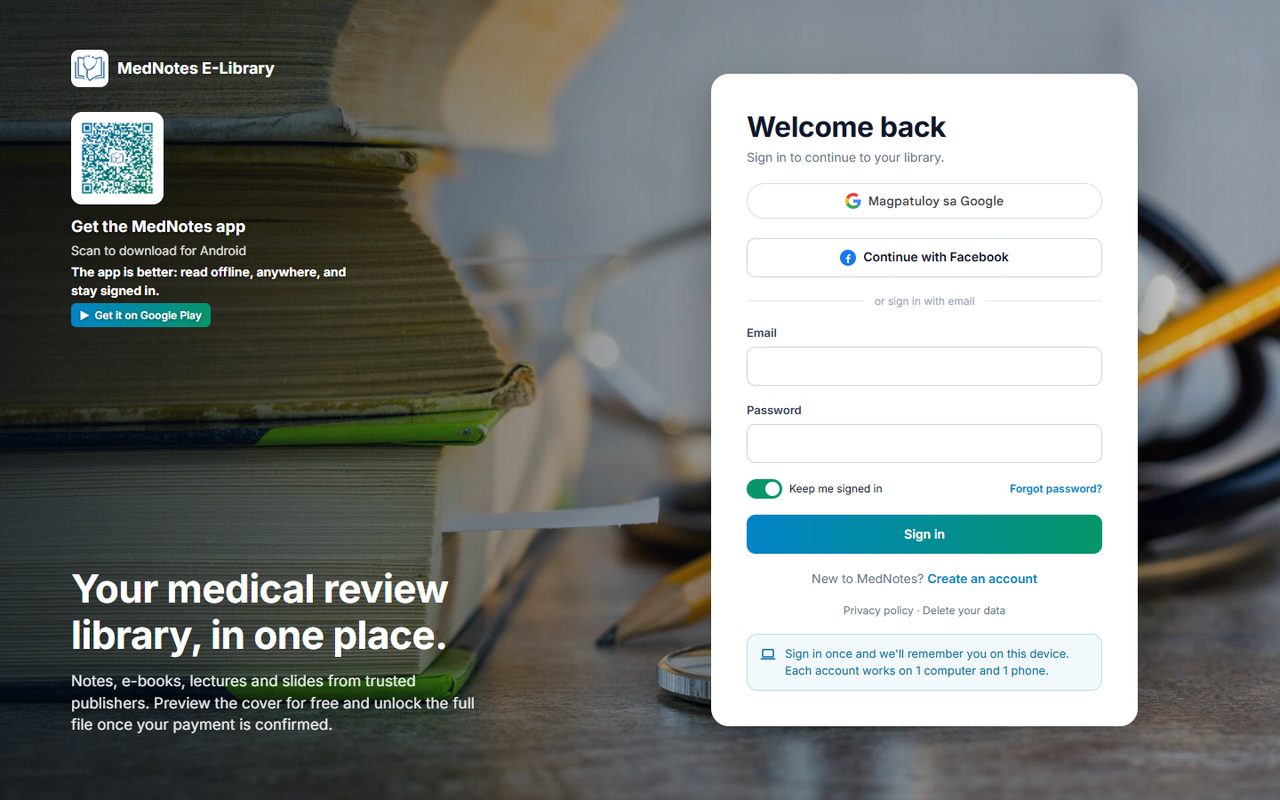 MedNotes E-Library
Get the MedNotes app
Scan to download for Android
The app is better: read offline, anywhere, and
stay signed in.
Get it on Google Play
Your medical review
library, in one place.
Notes, e-books, lectures and slides from trusted
publishers. Preview the cover for free and unlock the full
file once your payment is confirmed.
Welcome back
Sign in to continue to your library.
Magpatuloy sa Google
Continue with Facebook
or sign in with email
Email
Password
Keep me signed in
Forgot password?
Sign in
New to MedNotes? Create an account
Privacy policy · Delete your data
Sign in once and we'll remember you on this device.
Each account works on 1 computer and 1 phone.